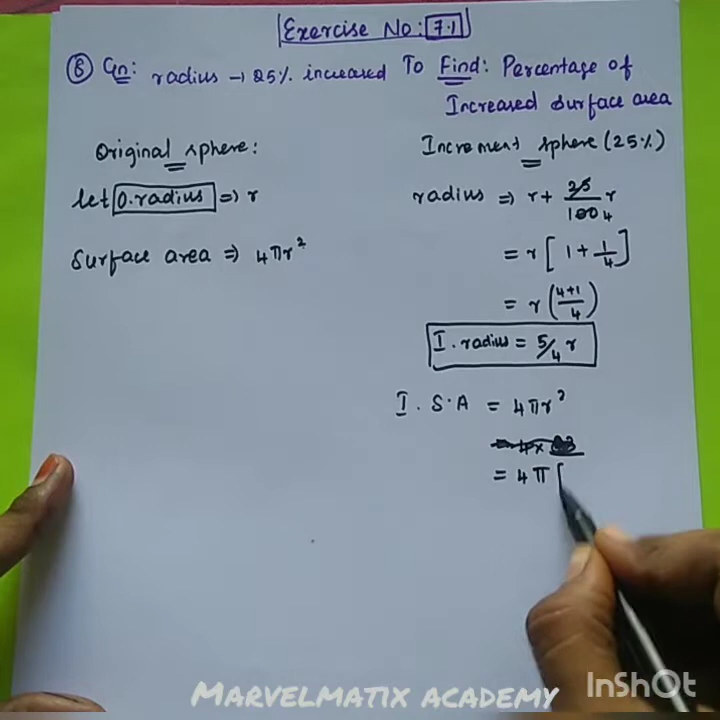 Exercise No: 7.1
⑧ Gn: radius → 25% increased To Find: Percentage of
Increased Surface area
Original sphere:
let O.radius ⇒ r
Surface area ⇒ 4πr²
Increment sphere (25%)
radius ⇒ r + 25/100 4 r
= r [1 + 1/4]
= r (4+1/4)
I. radius = 5/4 r
I. S.A = 4πr²
= 4π [
MARVELMATIX ACADEMY
InShOt